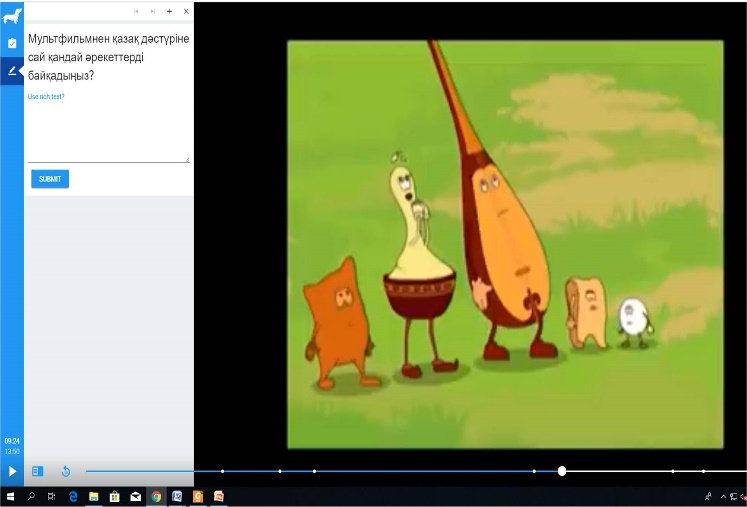 Мультфильмнен қазақ дәстүріне
сай қандай әрекеттерді
байқадыңыз?
Use rich text?
SUBMIT
09:24
13:50